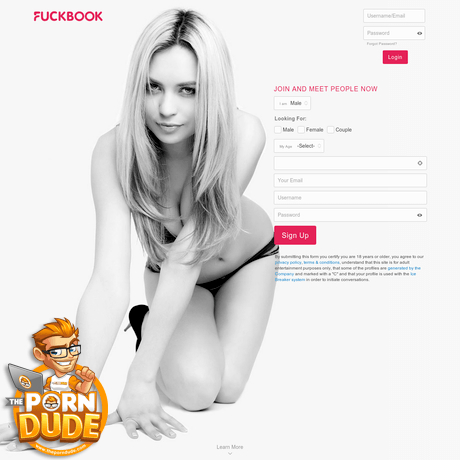 FUCKBOOK
Username/Email
Password
Forgot Password?
Login
JOIN AND MEET PEOPLE NOW
I am Male
Looking For:
Male Female Couple
My Age -Select-
Your Email
Username
Password
Sign Up
By submitting this form you certify you are 18 years or older, you agree to our
privacy policy, terms & conditions, understand that this site is for adult
entertainment purposes only, that some of the profiles are generated by the
Company and marked with a "C" and that your profile is used with the Ice
Breaker system in order to initiate conversations.
THE
PORN
DUDE
www.theporndude.com
Learn More